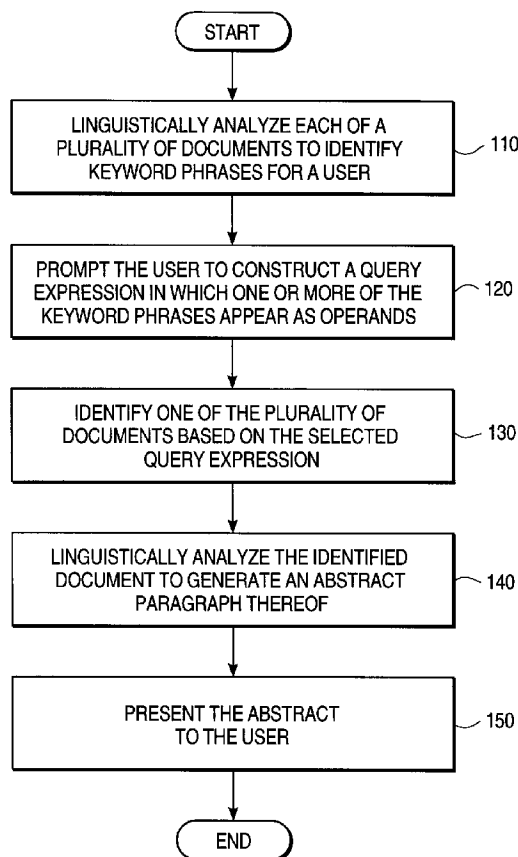 START
LINGUISTICALLY ANALYZE EACH OF A
PLURALITY OF DOCUMENTS TO IDENTIFY
KEYWORD PHRASES FOR A USER
110
PROMPT THE USER TO CONSTRUCT A QUERY
EXPRESSION IN WHICH ONE OR MORE OF THE
KEYWORD PHRASES APPEAR AS OPERANDS
120
IDENTIFY ONE OF THE PLURALITY OF
DOCUMENTS BASED ON THE SELECTED
QUERY EXPRESSION
130
LINGUISTICALLY ANALYZE THE IDENTIFIED
DOCUMENT TO GENERATE AN ABSTRACT
PARAGRAPH THEREOF
140
PRESENT THE ABSTRACT
TO THE USER
150
END